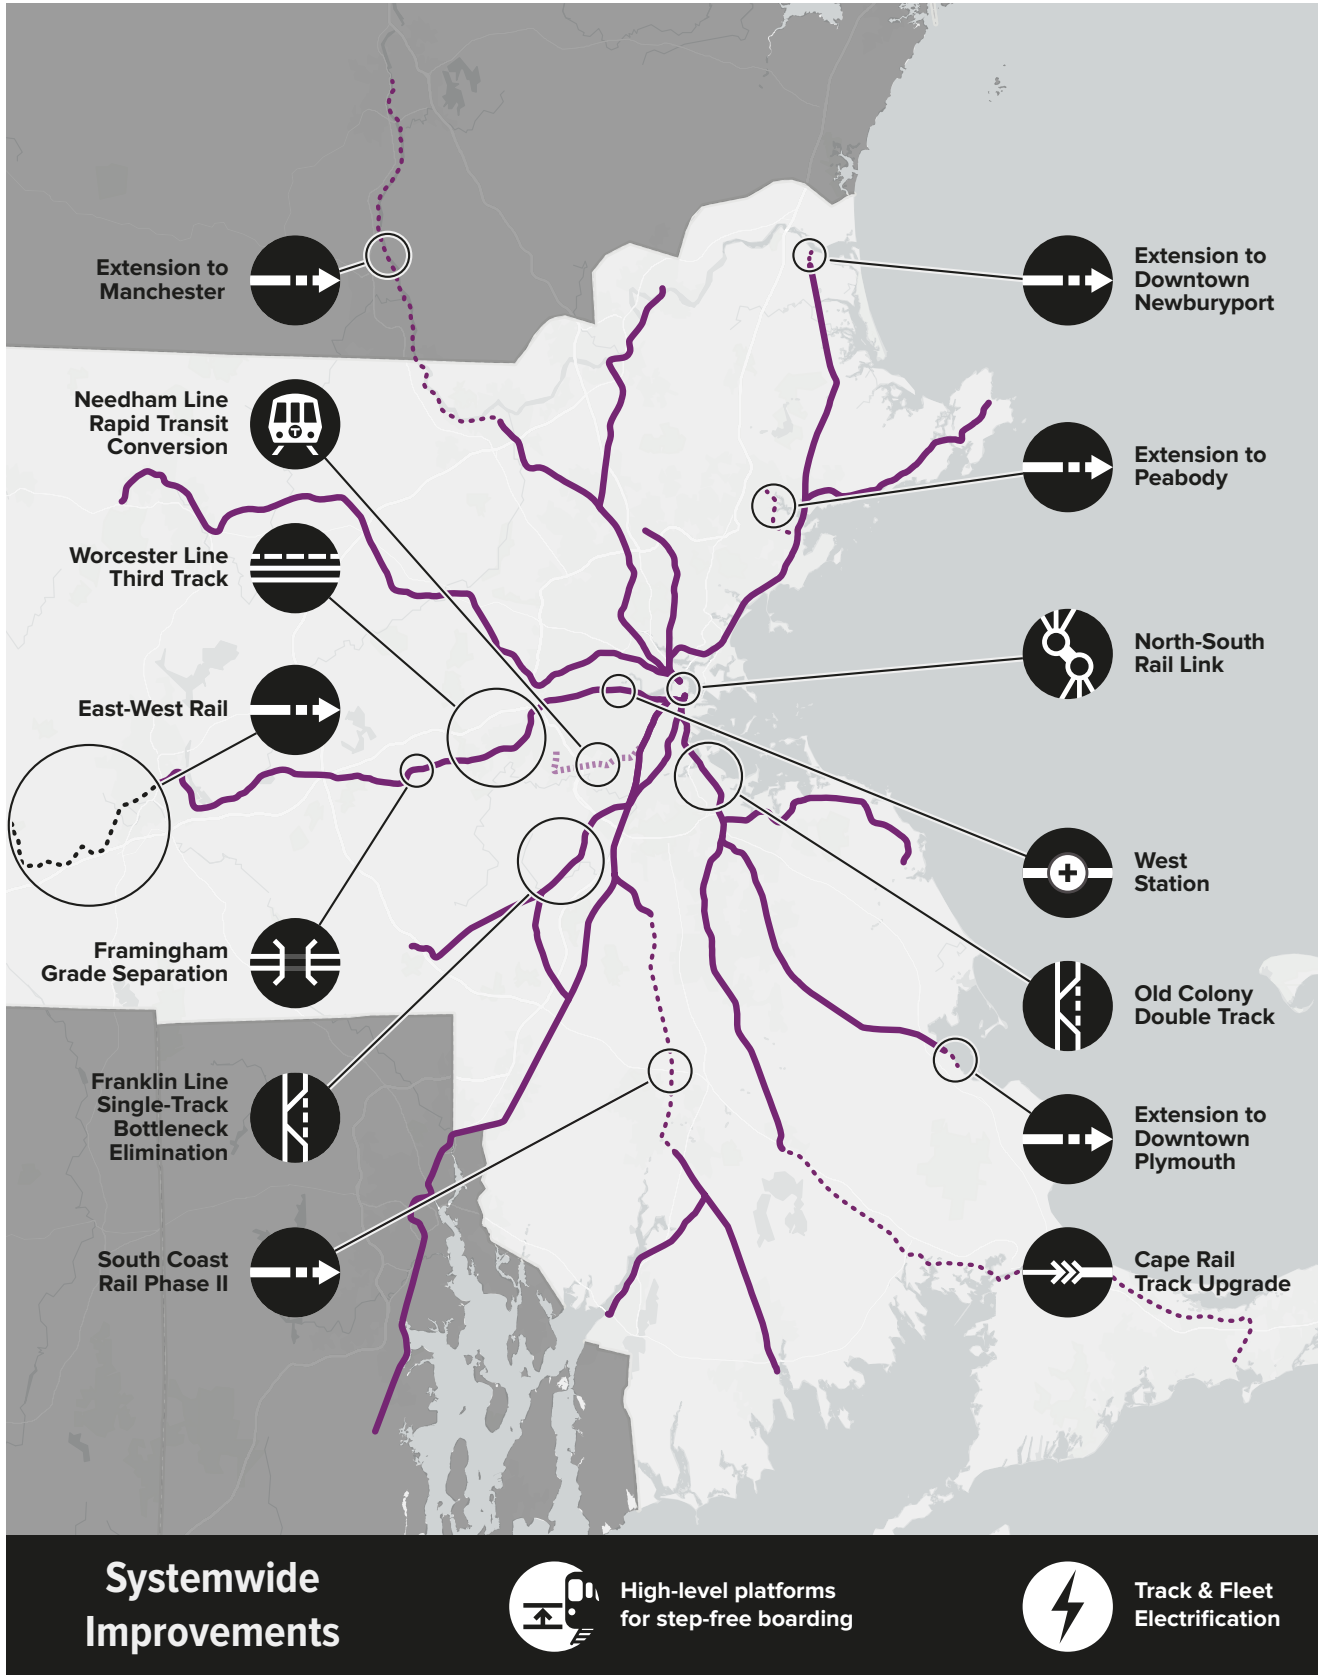 Extension to
Manchester
Needham Line
Rapid Transit
Conversion
T
Worcester Line
Third Track
East-West Rail
Framingham
Grade Separation
Franklin Line
Single-Track
Bottleneck
Elimination
South Coast
Rail Phase II
Extension to
Downtown
Newburyport
Extension to
Peabody
North-South
Rail Link
West
Station
Old Colony
Double Track
Extension to
Downtown
Plymouth
Cape Rail
Track Upgrade
Systemwide
Improvements
High-level platforms
for step-free boarding
Track & Fleet
Electrification